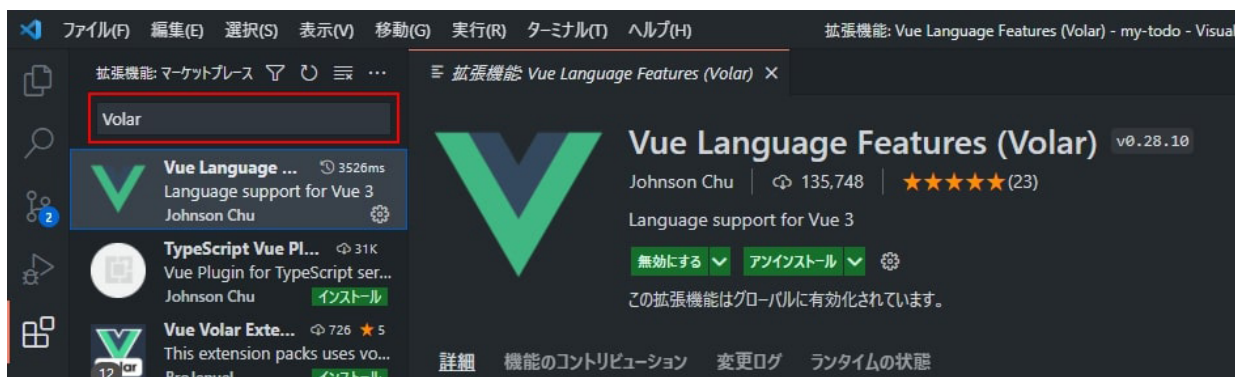 ファイル(F) 編集(E) 選択(S) 表示(V) 移動(G) 実行(R) ターミナル(T) ヘルプ(H) 拡張機能: Vue Language Features (Volar) - my-todo - Visual
拡張機能: マーケットプレース
Volar
Vue Language ... 3526ms
Language support for Vue 3
Johnson Chu
TypeScript Vue Pl... 31K
Vue Plugin for TypeScript ser...
Johnson Chu インストール
Vue Volar Exte... 726 ★ 5
This extension packs uses vo...
2
12
拡張機能: Vue Language Features (Volar) ×
Vue Language Features (Volar) v0.28.10
Johnson Chu 135,748 ★★★★★(23)
Language support for Vue 3
無効にする アンインストール
この拡張機能はグローバルに有効化されています。
詳細 機能のコントリビューション 変更ログ ランタイムの状態